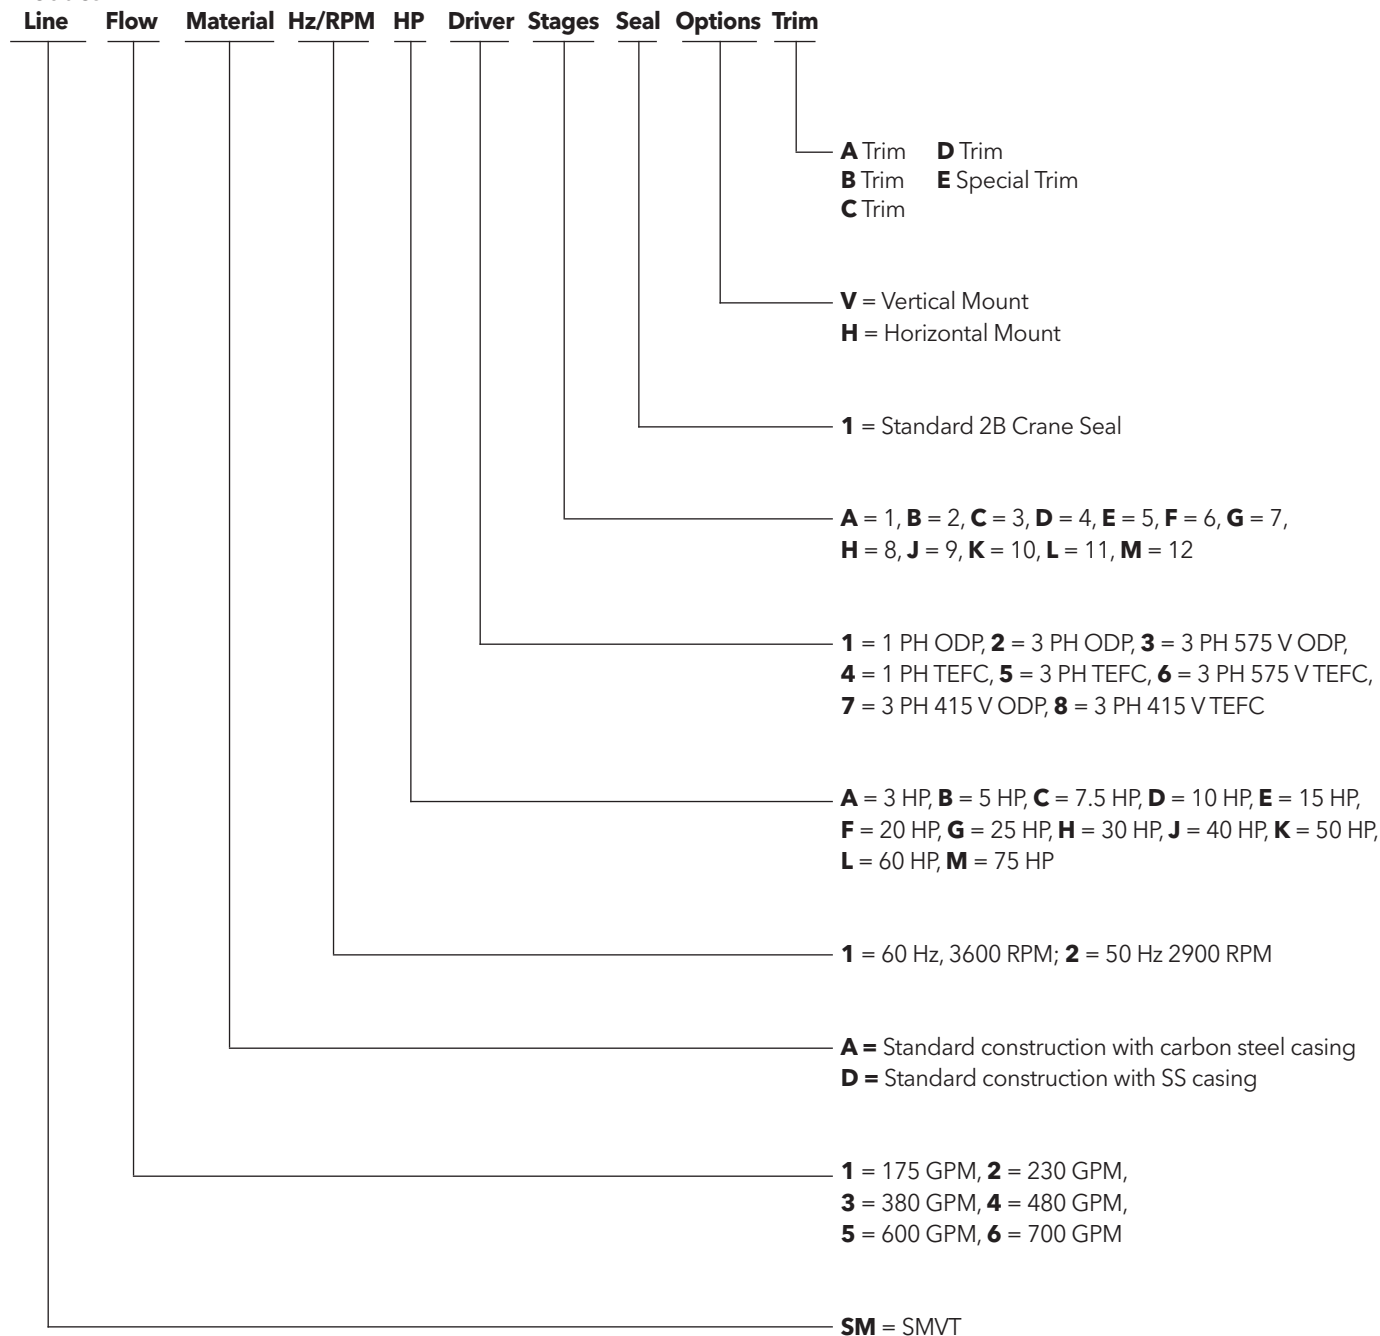 Line Flow Material Hz/RPM HP Driver Stages Seal Options Trim
A Trim D Trim
B Trim E Special Trim
C Trim
V = Vertical Mount
H = Horizontal Mount
1 = Standard 2B Crane Seal
A = 1, B = 2, C = 3, D = 4, E = 5, F = 6, G = 7,
H = 8, J = 9, K = 10, L = 11, M = 12
1 = 1 PH ODP, 2 = 3 PH ODP, 3 = 3 PH 575 V ODP,
4 = 1 PH TEFC, 5 = 3 PH TEFC, 6 = 3 PH 575 V TEFC,
7 = 3 PH 415 V ODP, 8 = 3 PH 415 V TEFC
A = 3 HP, B = 5 HP, C = 7.5 HP, D = 10 HP, E = 15 HP,
F = 20 HP, G = 25 HP, H = 30 HP, J = 40 HP, K = 50 HP,
L = 60 HP, M = 75 HP
1 = 60 Hz, 3600 RPM; 2 = 50 Hz 2900 RPM
A = Standard construction with carbon steel casing
D = Standard construction with SS casing
1 = 175 GPM, 2 = 230 GPM,
3 = 380 GPM, 4 = 480 GPM,
5 = 600 GPM, 6 = 700 GPM
SM = SMVT